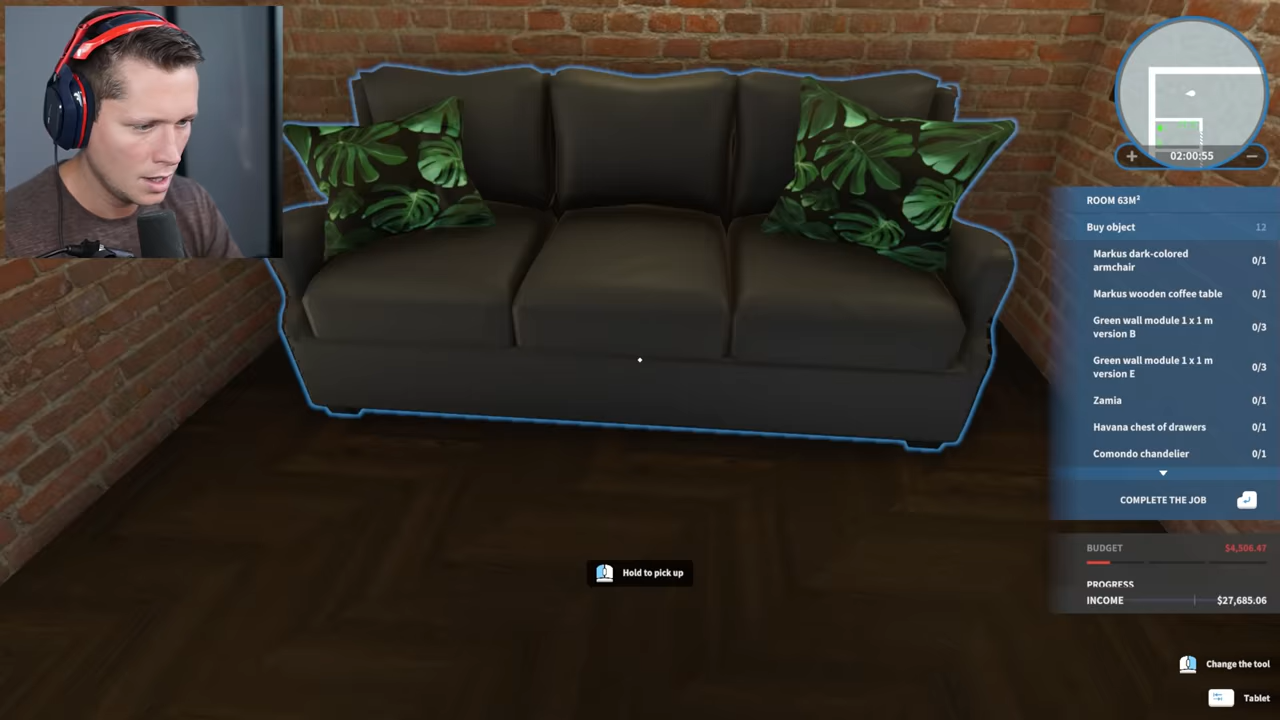 02:00:55
ROOM 63M²
Buy object 12
Markus dark-colored
armchair 0/1
Markus wooden coffee table 0/1
Green wall module 1 x 1 m
version B 0/3
Green wall module 1 x 1 m
version E 0/3
Zamia 0/1
Havana chest of drawers 0/1
Comondo chandelier 0/1
COMPLETE THE JOB
BUDGET $4,506.47
PROGRESS
INCOME $27,685.06
Hold to pick up
Change the tool
Tablet